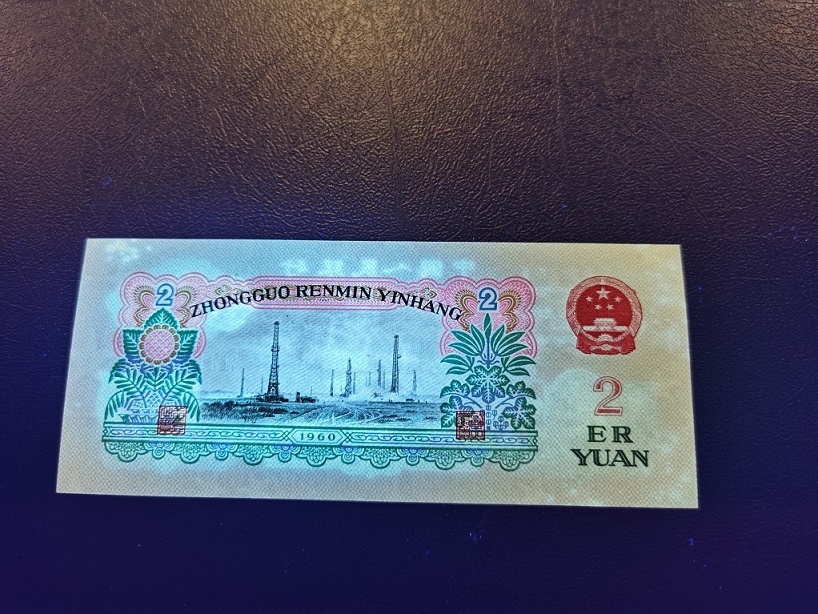 2 ZHONGGUO RENMIN YINHANG 2
2
ER
YUAN
1960